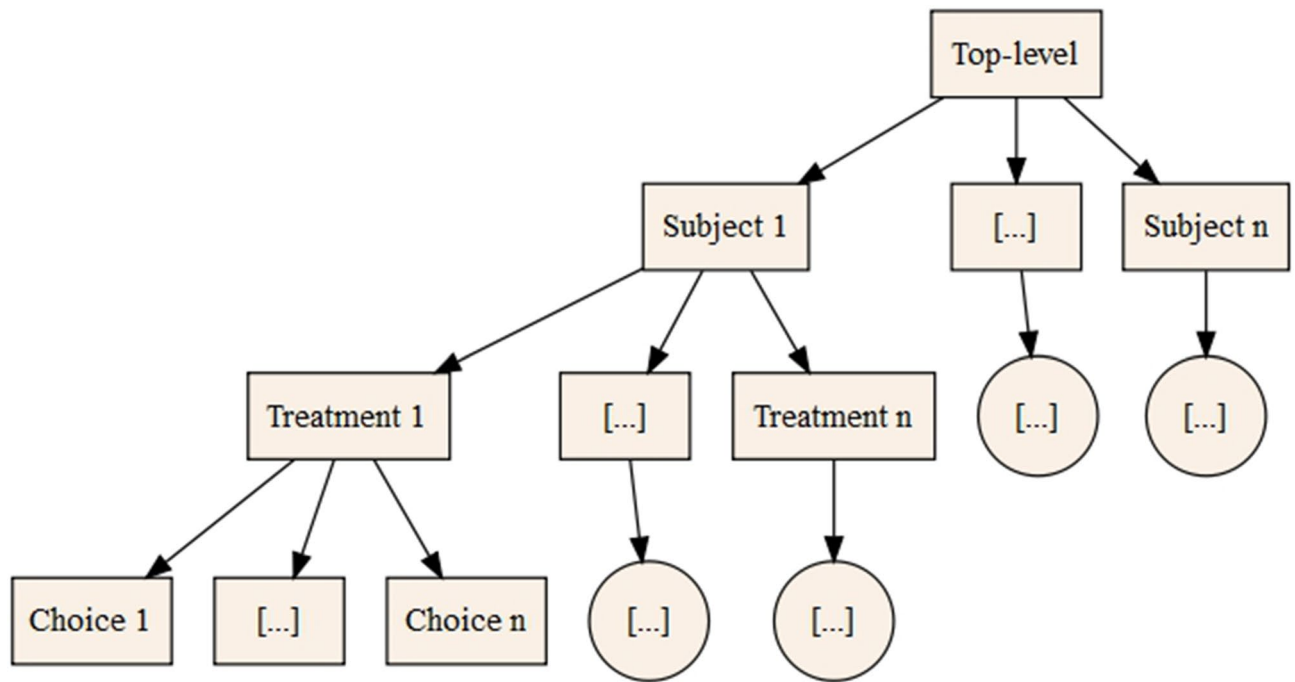 Top-level
Subject 1
[...]
Subject n
Treatment 1
[...]
Treatment n
[...]
[...]
Choice 1
[...]
Choice n
[...]
[...]